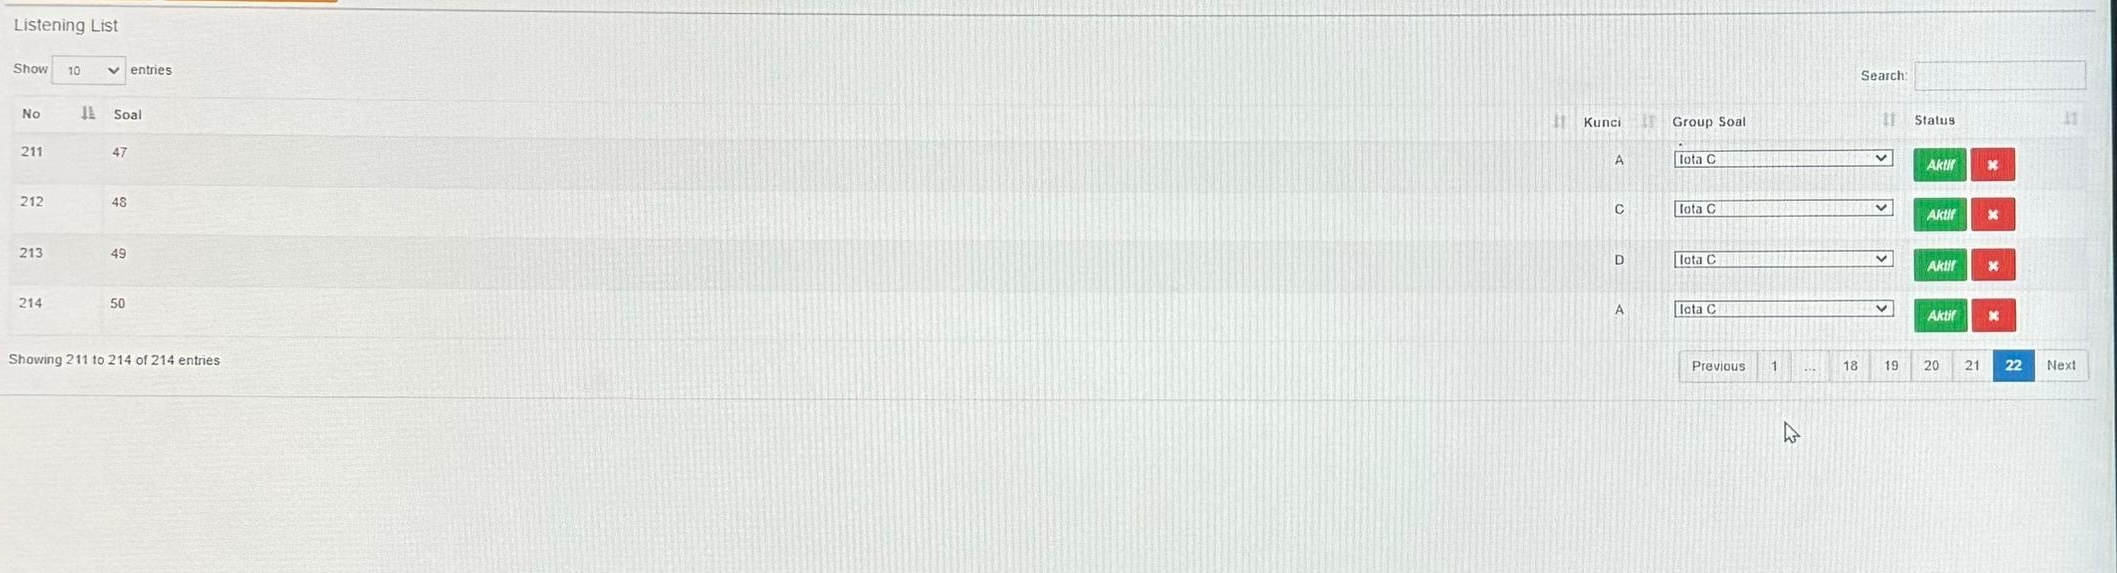 Listening List
Show 10 entries
Search:
No Soal Kunci Group Soal Status
211 47 A Iota C Aktif
212 48 C Iota C Aktif
213 49 D Iota C Aktif
214 50 A Iota C Aktif
Showing 211 to 214 of 214 entries
Previous 1 ... 18 19 20 21 22 Next